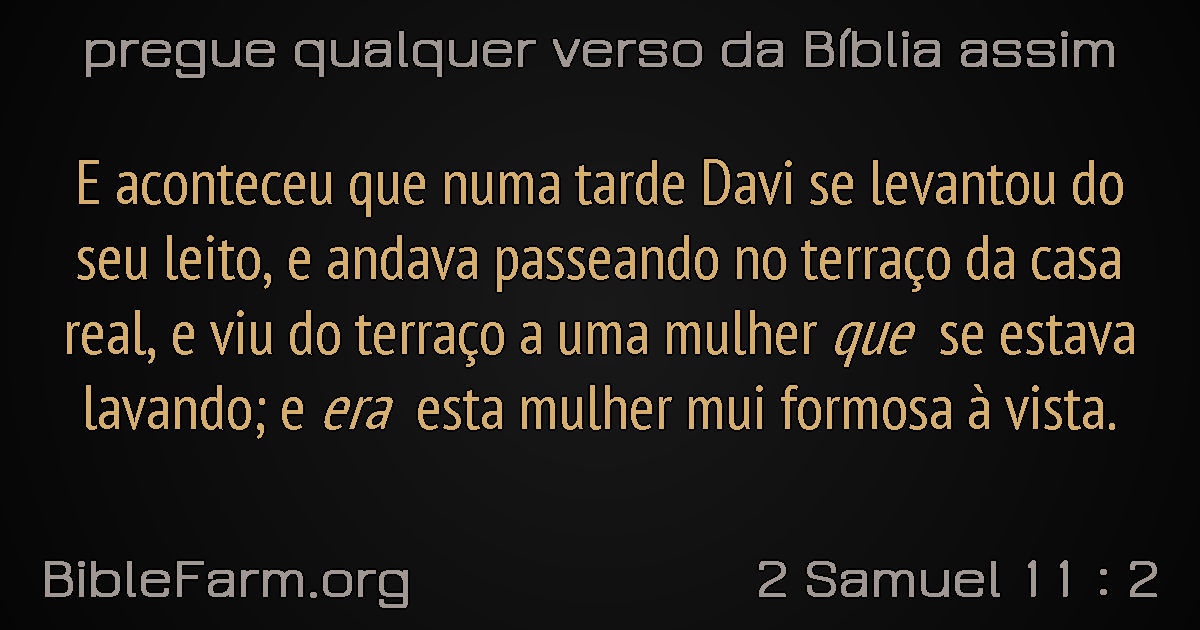 pregue qualquer verso da Bíblia assim
E aconteceu que numa tarde Davi se levantou do
seu leito, e andava passeando no terraço da casa
real, e viu do terraço a uma mulher que se estava
lavando; e era esta mulher mui formosa à vista.
BibleFarm.org
2 Samuel 11 : 2